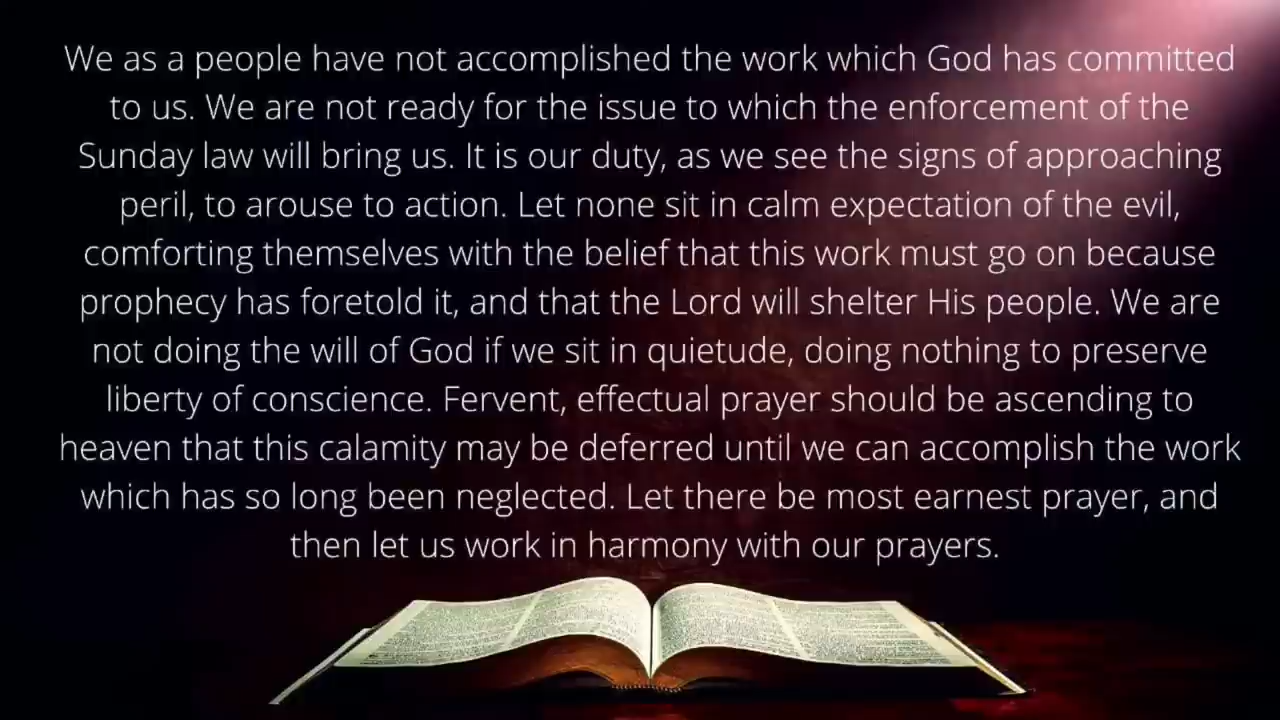 We as a people have not accomplished the work which God has committed
to us. We are not ready for the issue to which the enforcement of the
Sunday law will bring us. It is our duty, as we see the signs of approaching
peril, to arouse to action. Let none sit in calm expectation of the evil,
comforting themselves with the belief that this work must go on because
prophecy has foretold it, and that the Lord will shelter His people. We are
not doing the will of God if we sit in quietude, doing nothing to preserve
liberty of conscience. Fervent, effectual prayer should be ascending to
heaven that this calamity may be deferred until we can accomplish the work
which has so long been neglected. Let there be most earnest prayer, and
then let us work in harmony with our prayers.